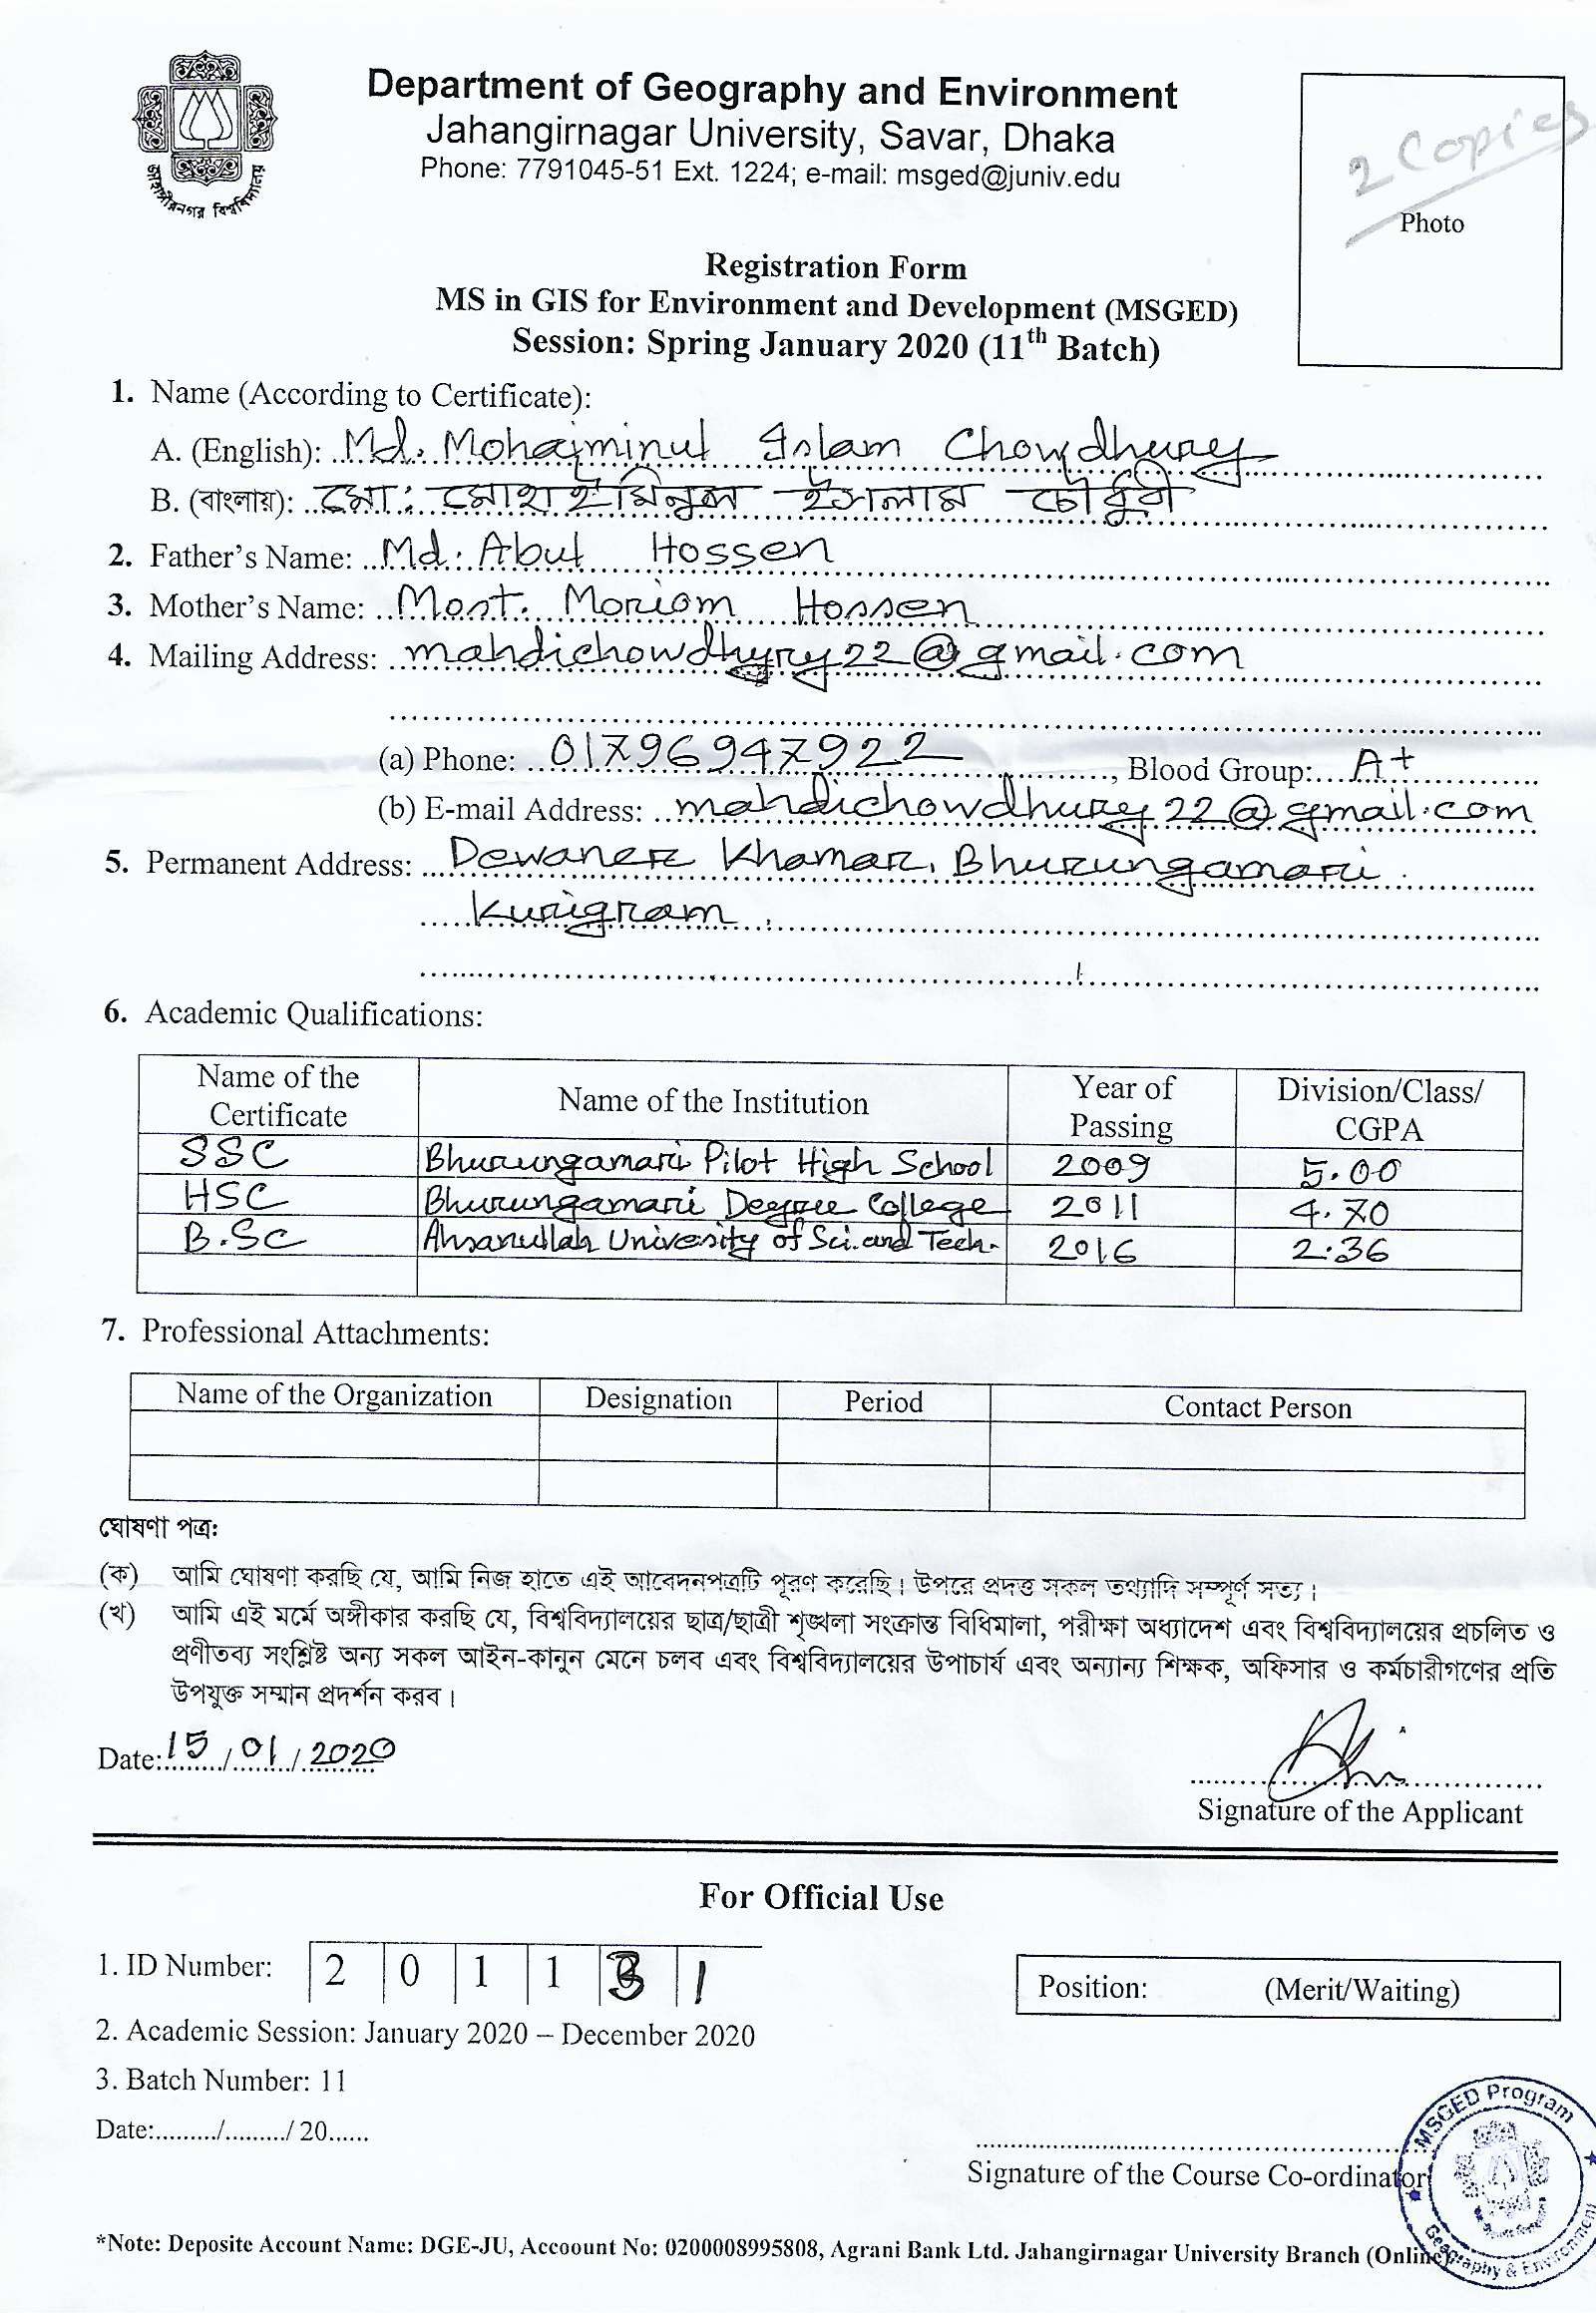 জাহাঙ্গীরনগর বিশ্ববিদ্যালয়
Department of Geography and Environment
Jahangirnagar University, Savar, Dhaka
Phone: 7791045-51 Ext. 1224; e-mail: msged@juniv.edu
2 Copies
Photo
Registration Form
MS in GIS for Environment and Development (MSGED)
Session: Spring January 2020 (11th Batch)
1. Name (According to Certificate):
A. (English): Md. Mohaiminul Islam Chowdhury
B. (বাংলায়): মো: মোহাইমিনুল ইসলাম চৌধুরী
2. Father's Name: Md. Abul Hossen
3. Mother's Name: Most. Moriom Hossen
4. Mailing Address: mahdichowdhyry22@gmail.com
(a) Phone: 01796947922, Blood Group: A+
(b) E-mail Address: mahdichowdhury22@gmail.com
5. Permanent Address: Dewaner Khamar, Bhurungamari
Kurigram
6. Academic Qualifications:
Name of the Certificate Name of the Institution Year of Passing Division/Class/ CGPA
SSC Bhurungamari Pilot High School 2009 5.00
HSC Bhurungamari Degree College 2011 4.70
B.Sc Ahsanullah University of Sci. and Tech. 2016 2.36
7. Professional Attachments:
Name of the Organization Designation Period Contact Person
ঘোষণা পত্র:
(ক) আমি ঘোষণা করছি যে, আমি নিজ হাতে এই আবেদনপত্রটি পূরণ করেছি। উপরে প্রদত্ত সকল তথ্যাদি সম্পূর্ণ সত্য।
(খ) আমি এই মর্মে অঙ্গীকার করছি যে, বিশ্ববিদ্যালয়ের ছাত্র/ছাত্রী শৃঙ্খলা সংক্রান্ত বিধিমালা, পরীক্ষা অধ্যাদেশ এবং বিশ্ববিদ্যালয়ের প্রচলিত ও
প্রণীতব্য সংশ্লিষ্ট অন্য সকল আইন-কানুন মেনে চলব এবং বিশ্ববিদ্যালয়ের উপাচার্য এবং অন্যান্য শিক্ষক, অফিসার ও কর্মচারীগণের প্রতি
উপযুক্ত সম্মান প্রদর্শন করব।
Date: 15/01/2020
Signature of the Applicant
For Official Use
1. ID Number: 2 0 1 1 3 1
Position: (Merit/Waiting)
2. Academic Session: January 2020 – December 2020
3. Batch Number: 11
Date:........./........./ 20......
Signature of the Course Co-ordinator
MSGED Program
Geography & Environment
*Note: Deposite Account Name: DGE-JU, Accoount No: 0200008995808, Agrani Bank Ltd. Jahangirnagar University Branch (Online)